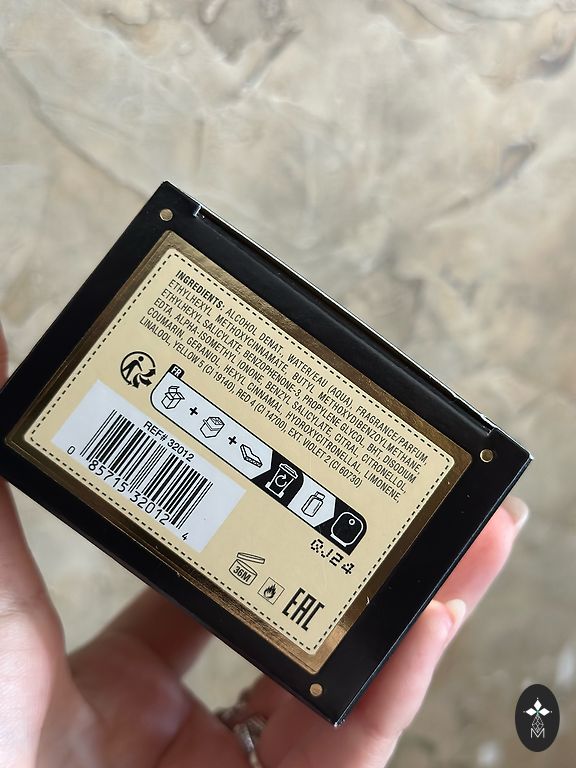 INGREDIENTS: ALCOHOL DENAT., WATER/EAU (AQUA), FRAGRANCE/PARFUM,
ETHYLHEXYL METHOXYCINNAMATE, BUTYL METHOXYDIBENZOYLMETHANE,
ETHYLHEXYL SALICYLATE, BENZOPHENONE-3, PROPYLENE GLYCOL, BHT, DISODIUM
EDTA, ALPHA-ISOMETHYL IONONE, BENZYL SALICYLATE, CITRAL, CITRONELLOL,
COUMARIN, GERANIOL, HEXYL CINNAMAL, HYDROXYCITRONELLAL, LIMONENE,
LINALOOL, YELLOW 5 (CI 19140), RED 4 (CI 14700), EXT. VIOLET 2 (CI 60730)
FR
REF# 32012
0 85715 32012 4
QJ24
36M
EAC
M